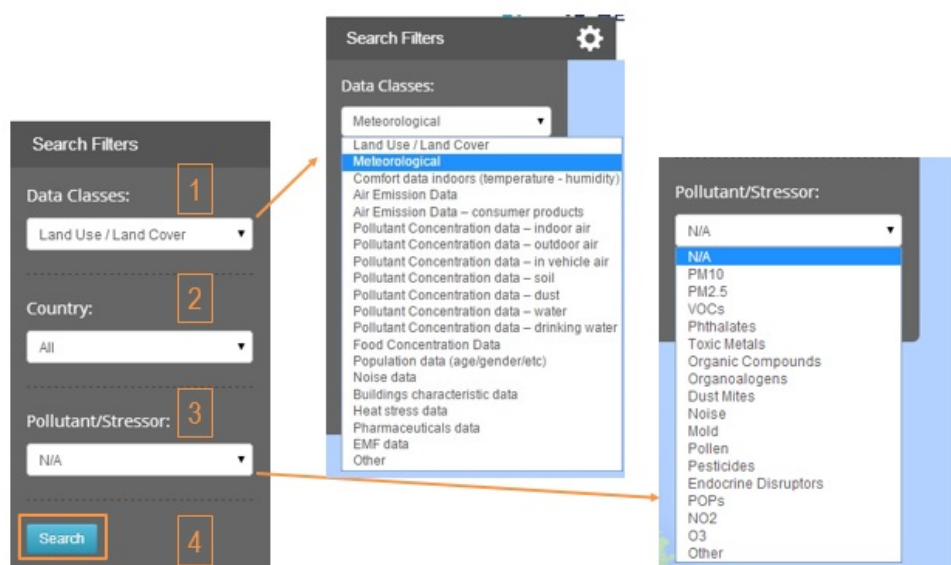 Search Filters
Data Classes:
1
Land Use / Land Cover
2
Country:
All
3
Pollutant/Stressor:
N/A
Search
4
Search Filters
Data Classes:
Meteorological
Land Use / Land Cover
Meteorological
Comfort data indoors (temperature - humidity)
Air Emission Data
Air Emission Data – consumer products
Pollutant Concentration data – indoor air
Pollutant Concentration data – outdoor air
Pollutant Concentration data – in vehicle air
Pollutant Concentration data – soil
Pollutant Concentration data – dust
Pollutant Concentration data – water
Pollutant Concentration data – drinking water
Food Concentration Data
Population data (age/gender/etc)
Noise data
Buildings characteristic data
Heat stress data
Pharmaceuticals data
EMF data
Other
Pollutant/Stressor:
N/A
N/A
PM10
PM2.5
VOCs
Phthalates
Toxic Metals
Organic Compounds
Organoalogens
Dust Mites
Noise
Mold
Pollen
Pesticides
Endocrine Disruptors
POPs
NO2
O3
Other